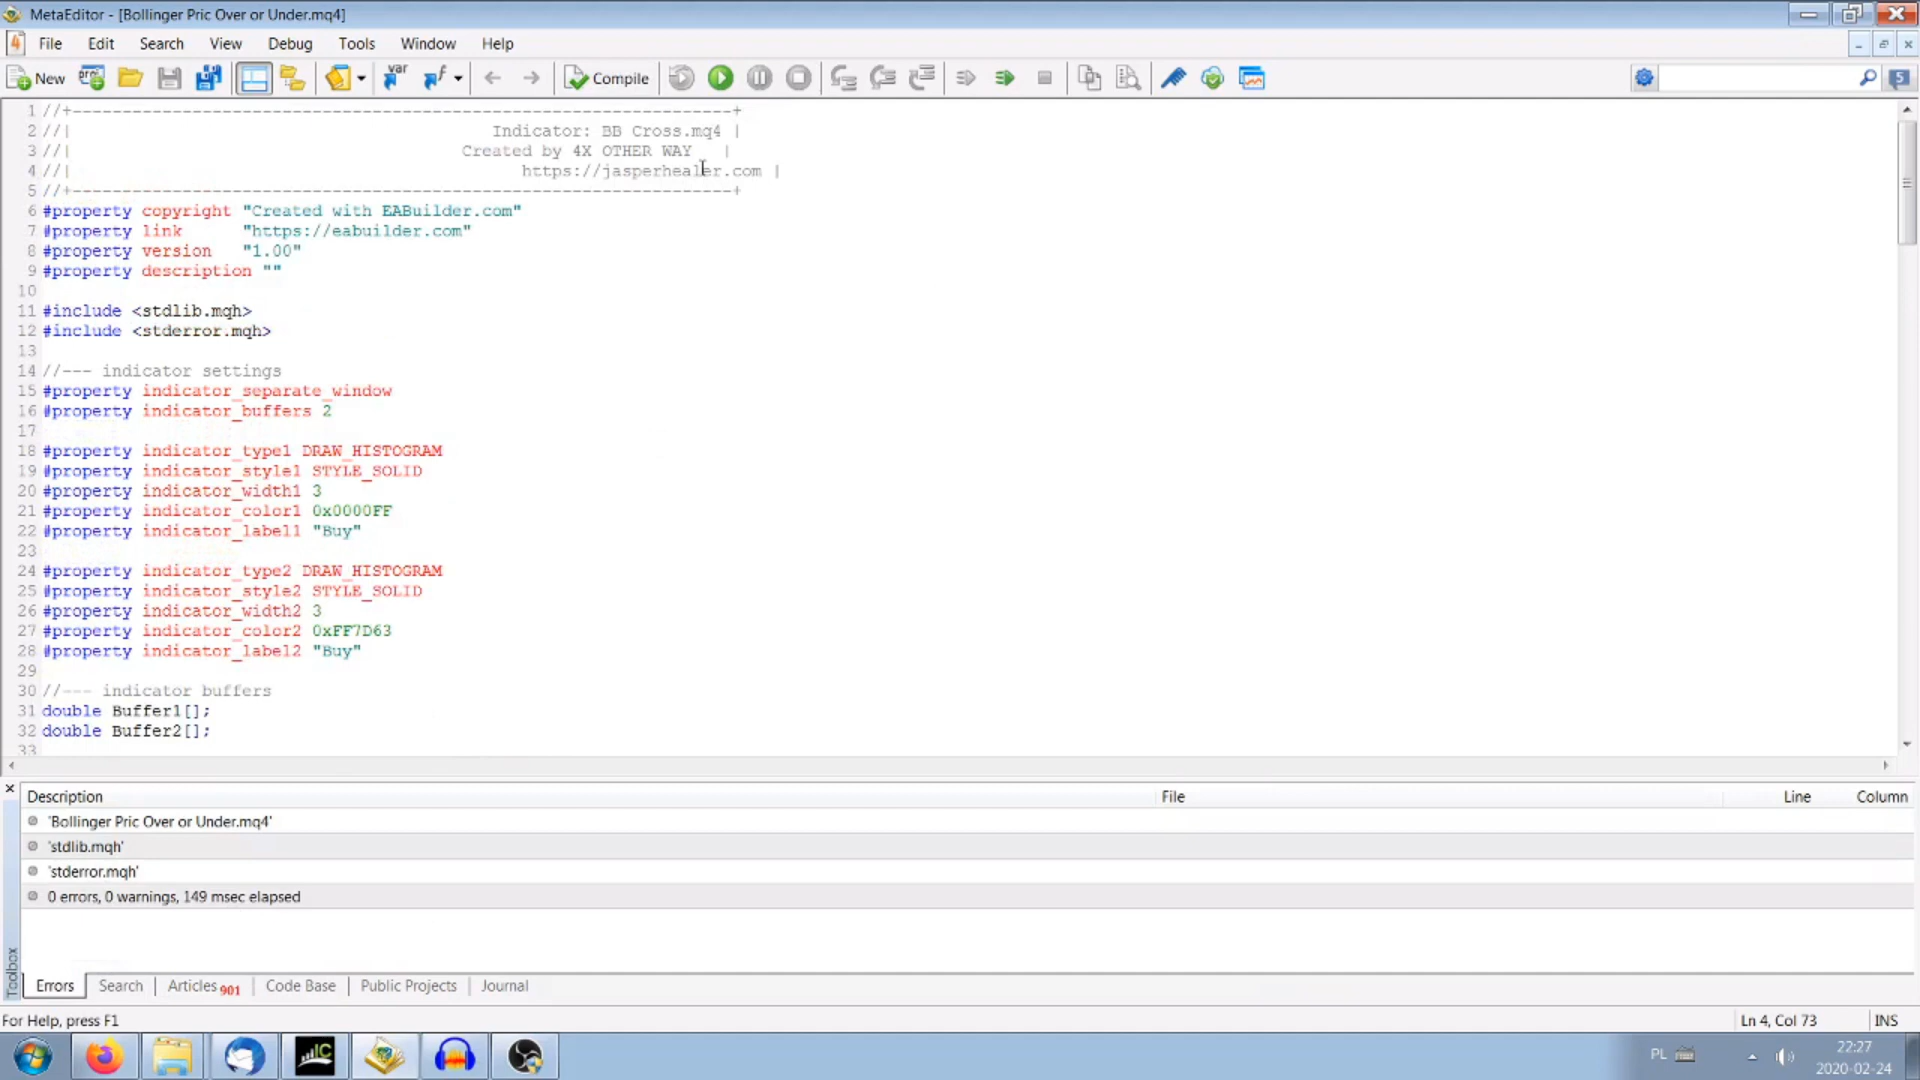 MetaEditor - [Bollinger Pric Over or Under.mq4]
File Edit Search View Debug Tools Window Help
New Compile 5
1 //+------------------------------------------------------------------+
2 //| Indicator: BB Cross.mq4 |
3 //| Created by 4X OTHER WAY |
4 //| https://jasperhealer.com |
5 //+------------------------------------------------------------------+
6 #property copyright "Created with EABuilder.com"
7 #property link "https://eabuilder.com"
8 #property version "1.00"
9 #property description ""
10
11 #include <stdlib.mqh>
12 #include <stderror.mqh>
13
14 //--- indicator settings
15 #property indicator_separate_window
16 #property indicator_buffers 2
17
18 #property indicator_type1 DRAW_HISTOGRAM
19 #property indicator_style1 STYLE_SOLID
20 #property indicator_width1 3
21 #property indicator_color1 0x0000FF
22 #property indicator_label1 "Buy"
23
24 #property indicator_type2 DRAW_HISTOGRAM
25 #property indicator_style2 STYLE_SOLID
26 #property indicator_width2 3
27 #property indicator_color2 0xFF7D63
28 #property indicator_label2 "Buy"
29
30 //--- indicator buffers
31 double Buffer1[];
32 double Buffer2[];
33
Description File Line Column
'Bollinger Pric Over or Under.mq4'
'stdlib.mqh'
'stderror.mqh'
0 errors, 0 warnings, 149 msec elapsed
Toolbox
Errors Search Articles 901 Code Base Public Projects Journal
For Help, press F1 Ln 4, Col 73 INS
IC PL 22:27
2020-02-24